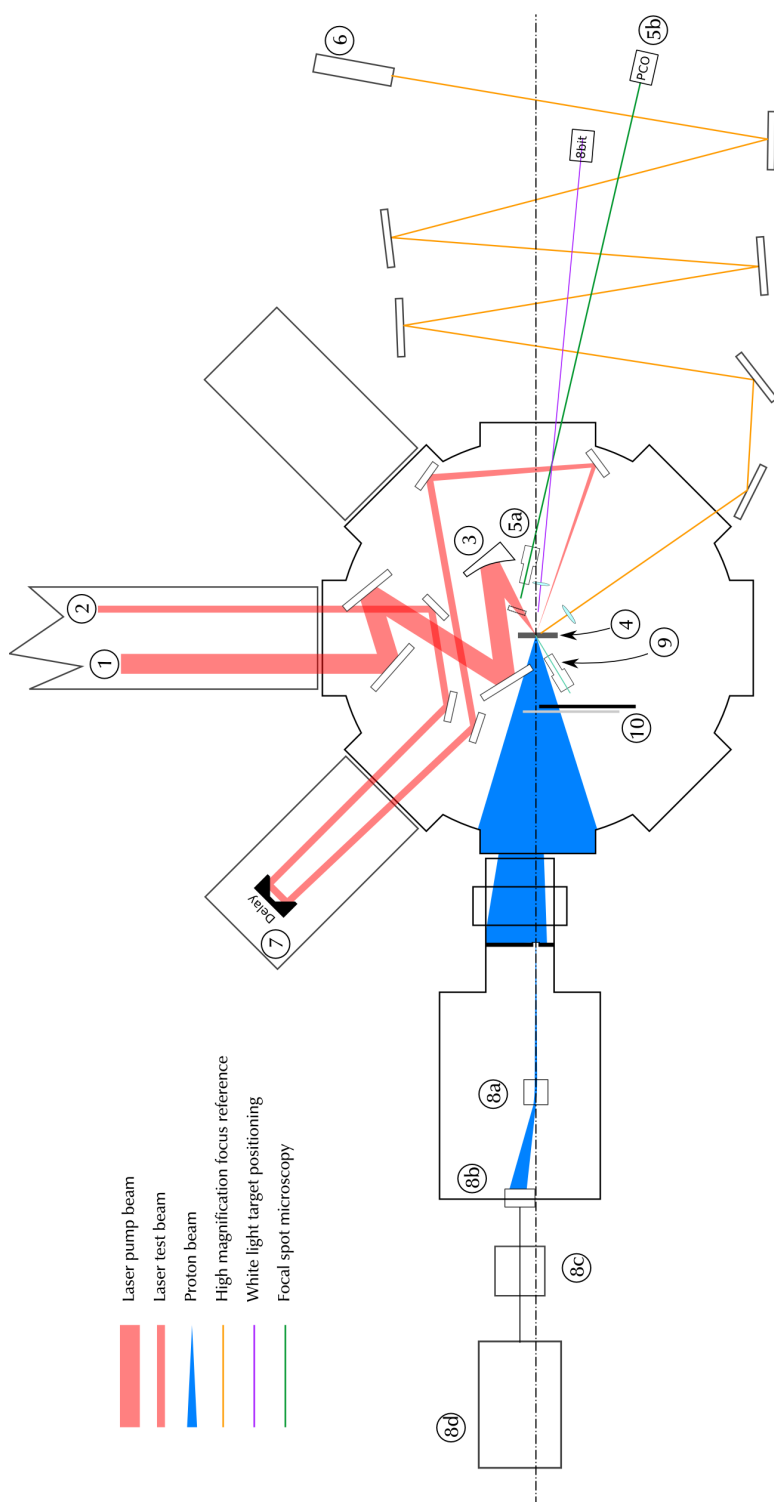 Laser pump beam
Laser test beam
Proton beam
High magnification focus reference
White light target positioning
Focal spot microscopy
1
2
3
4
5a
5b
6
7
8a
8b
8c
8d
9
10
Delay
8bit
PCO